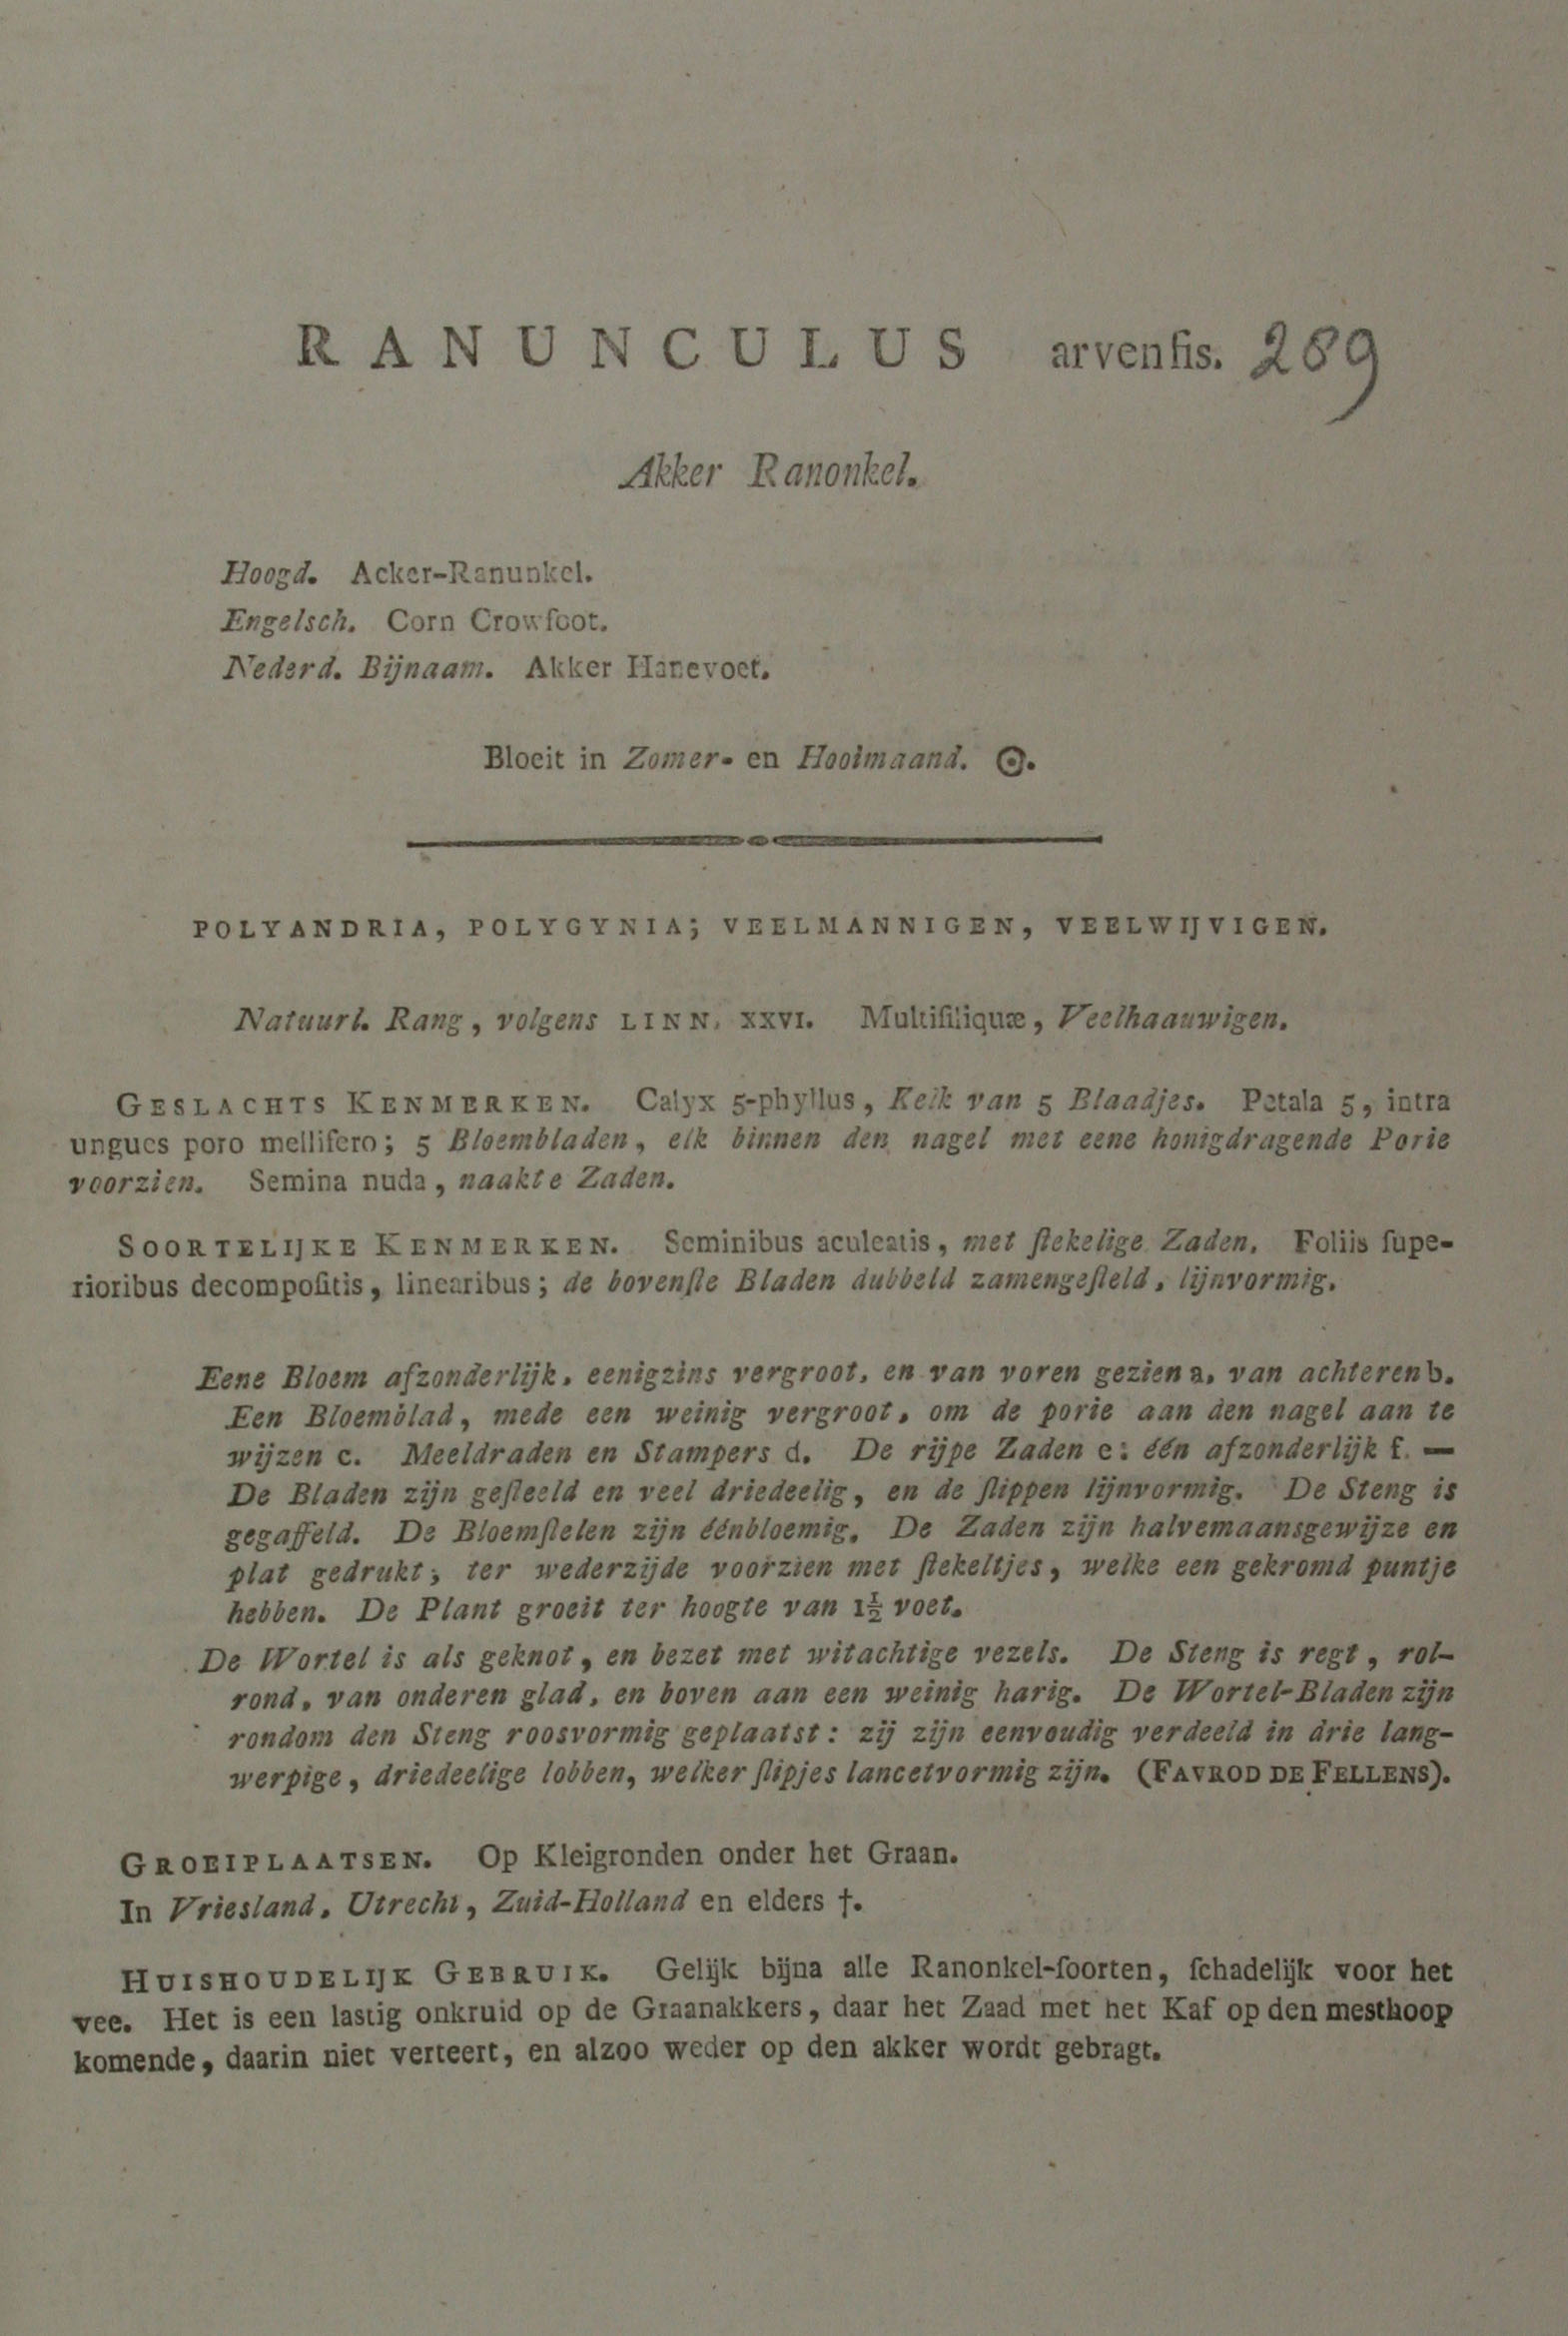 RANUNCULUS arvenſis. 289
Akker Ranonkel.
Hoogd. Acker-Ranunkel.
Engelsch. Corn Crowfoot.
Nederd. Bijnaam. Akker Hanevoet.
Bloeit in Zomer- en Hooimaand. ☉.
POLYANDRIA, POLYGYNIA; VEELMANNIGEN, VEELWIJVIGEN.
Natuurl. Rang, volgens LINN. XXVI. Multiſiliquæ, Veelhaauwigen.
GESLACHTS KENMERKEN. Calyx 5-phyllus, Kelk van 5 Blaadjes. Petala 5, intra
ungues poro mellifero; 5 Bloembladen, elk binnen den nagel met eene honigdragende Porie
voorzien. Semina nuda, naakte Zaden.
SOORTELIJKE KENMERKEN. Seminibus aculeatis, met ſtekelige Zaden. Foliis ſupe-
rioribus decompoſitis, linearibus; de bovenſte Bladen dubbeld zamengeſteld, lijnvormig.
Eene Bloem afzonderlijk, eenigzins vergroot, en van voren gezien a, van achteren b.
Een Bloemblad, mede een weinig vergroot, om de porie aan den nagel aan te
wijzen c. Meeldraden en Stampers d. De rijpe Zaden e: één afzonderlijk f. —
De Bladen zijn geſteeld en veel driedeelig, en de ſlippen lijnvormig. De Steng is
gegaffeld. De Bloemſtelen zijn éénbloemig. De Zaden zijn halvemaansgewijze en
plat gedrukt; ter wederzijde voorzien met ſtekeltjes, welke een gekromd puntje
hebben. De Plant groeit ter hoogte van 1½ voet.
De Wortel is als geknot, en bezet met witachtige vezels. De Steng is regt, rol-
rond, van onderen glad, en boven aan een weinig harig. De Wortel-Bladen zijn
rondom den Steng roosvormig geplaatst: zij zijn eenvoudig verdeeld in drie lang-
werpige, driedeelige lobben, welker ſlipjes lancetvormig zijn. (FAVROD DE FELLENS).
GROEIPLAATSEN. Op Kleigronden onder het Graan.
In Vriesland, Utrecht, Zuid-Holland en elders †.
HUISHOUDELIJK GEBRUIK. Gelijk bijna alle Ranonkel-ſoorten, ſchadelijk voor het
vee. Het is een lastig onkruid op de Graanakkers, daar het Zaad met het Kaf op den mesthoop
komende, daarin niet verteert, en alzoo weder op den akker wordt gebragt.